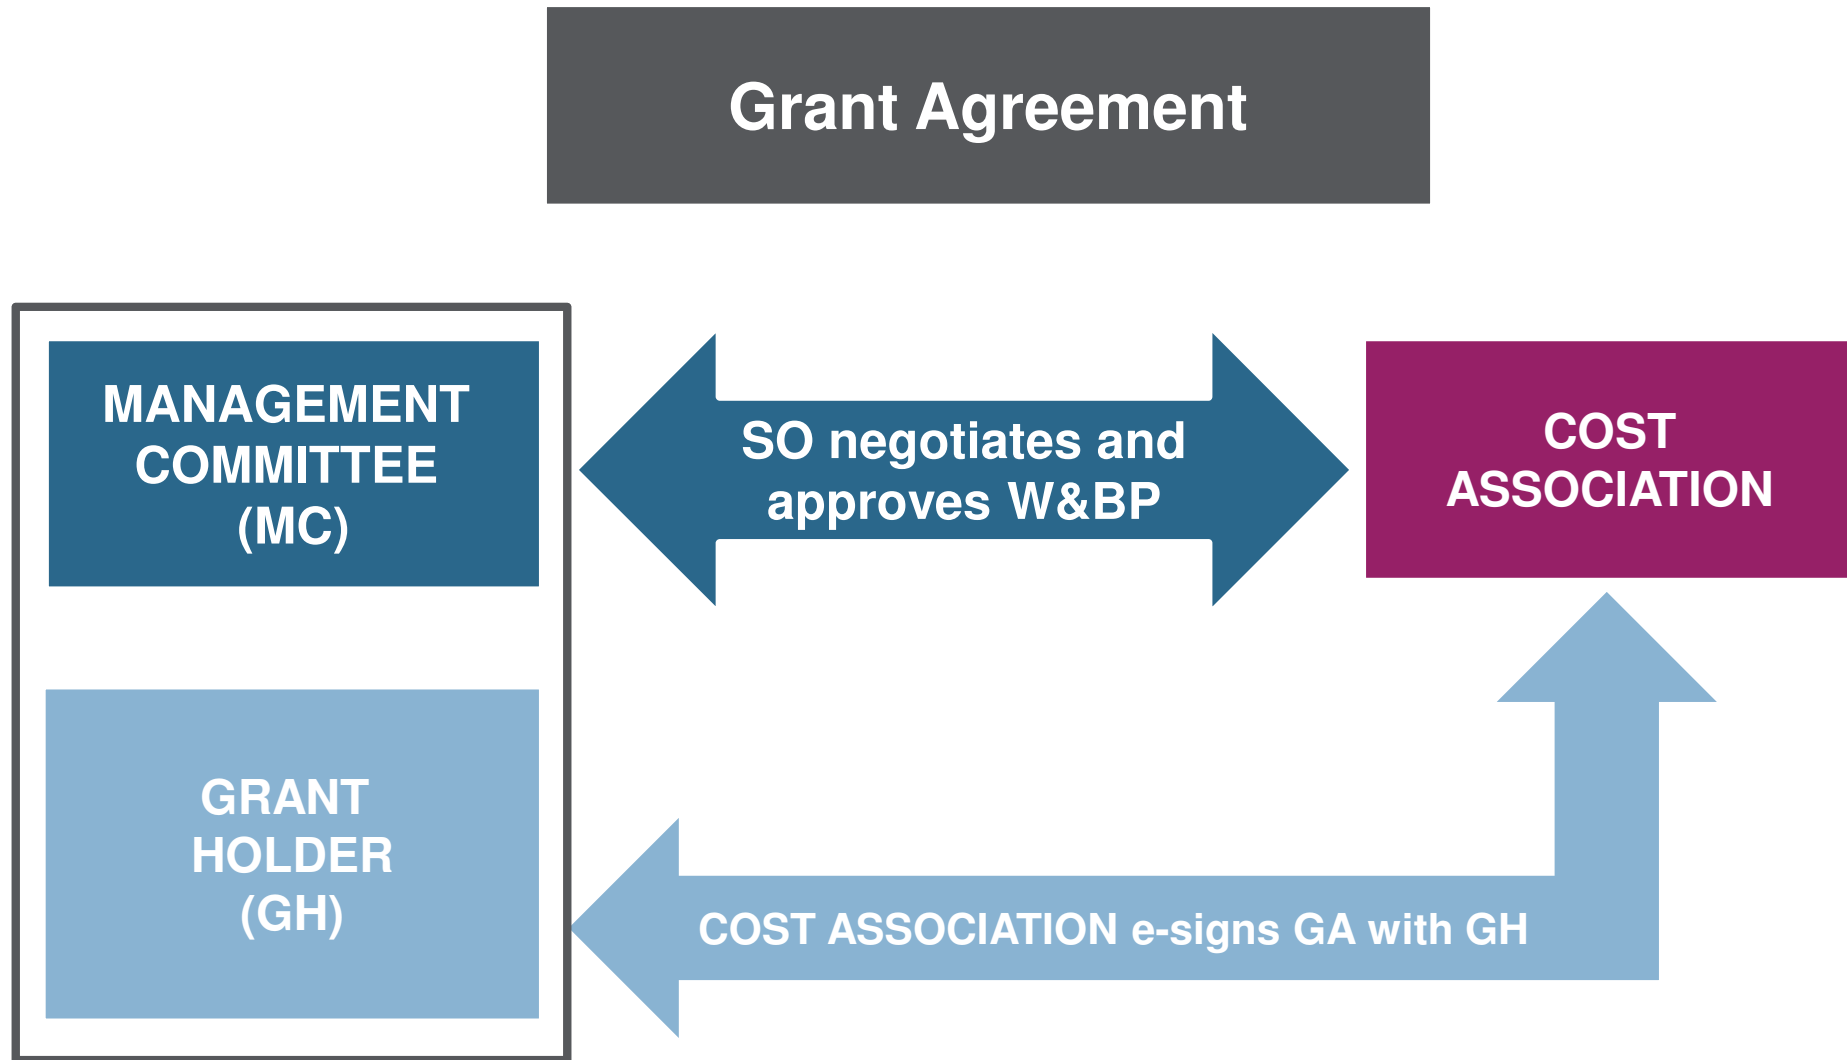 Grant Agreement
MANAGEMENT
COMMITTEE
(MC)
SO negotiates and
approves W&BP
COST
ASSOCIATION
GRANT
HOLDER
(GH)
COST ASSOCIATION e-signs GA with GH